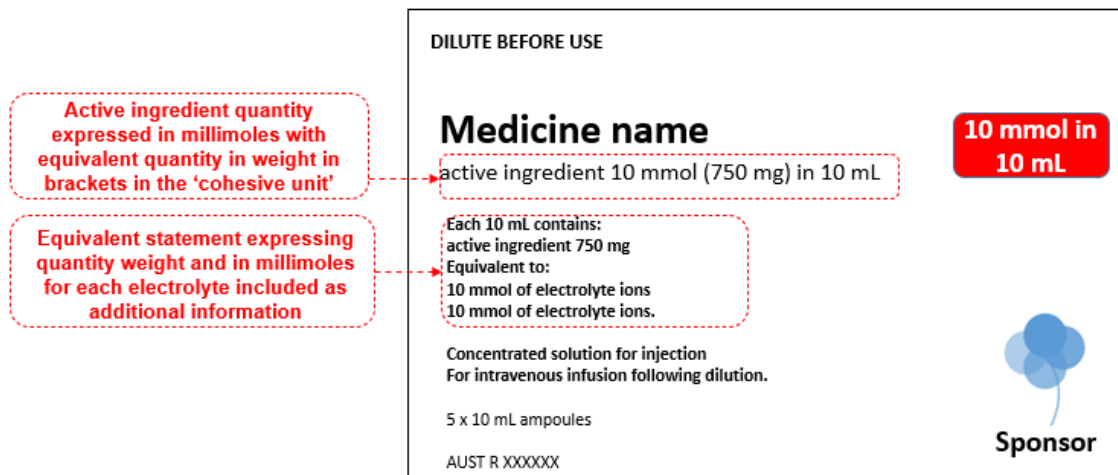 DILUTE BEFORE USE
Active ingredient quantity
expressed in millimoles with
equivalent quantity in weight in
brackets in the ‘cohesive unit’
Medicine name
active ingredient 10 mmol (750 mg) in 10 mL
10 mmol in
10 mL
Equivalent statement expressing
quantity weight and in millimoles
for each electrolyte included as
additional information
Each 10 mL contains:
active ingredient 750 mg
Equivalent to:
10 mmol of electrolyte ions
10 mmol of electrolyte ions.
Concentrated solution for injection
For intravenous infusion following dilution.
5 x 10 mL ampoules
AUST R XXXXXX
Sponsor